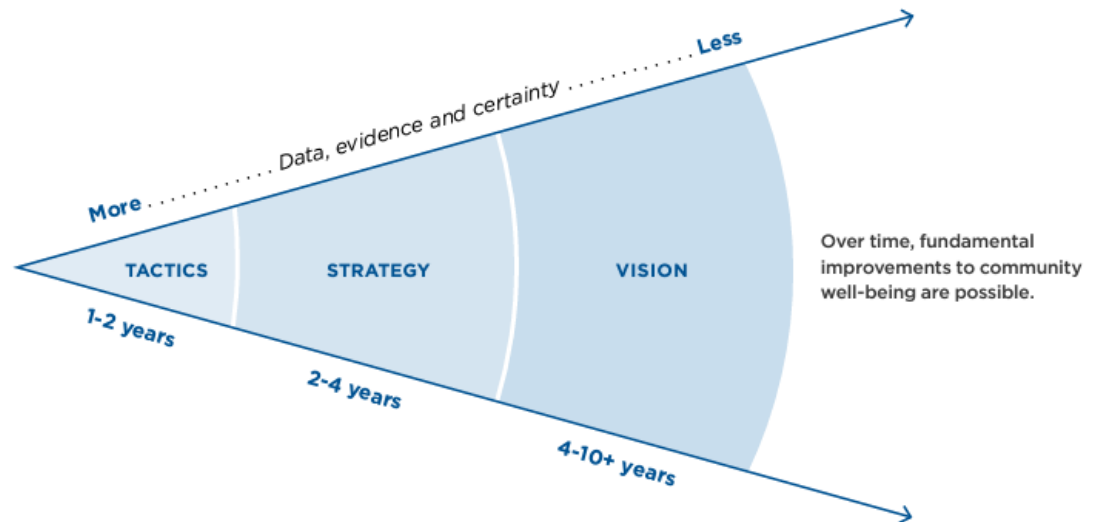 More .......... Data, evidence and certainty .......... Less
TACTICS
STRATEGY
VISION
1-2 years
2-4 years
4-10+ years
Over time, fundamental
improvements to community
well-being are possible.